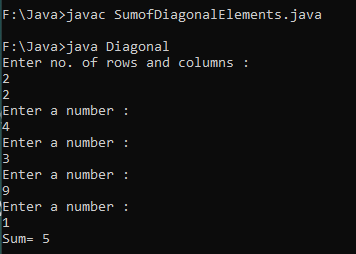 F:\Java>javac SumofDiagonalElements.java
F:\Java>java Diagonal
Enter no. of rows and columns :
2
2
Enter a number :
4
Enter a number :
3
Enter a number :
9
Enter a number :
1
Sum= 5